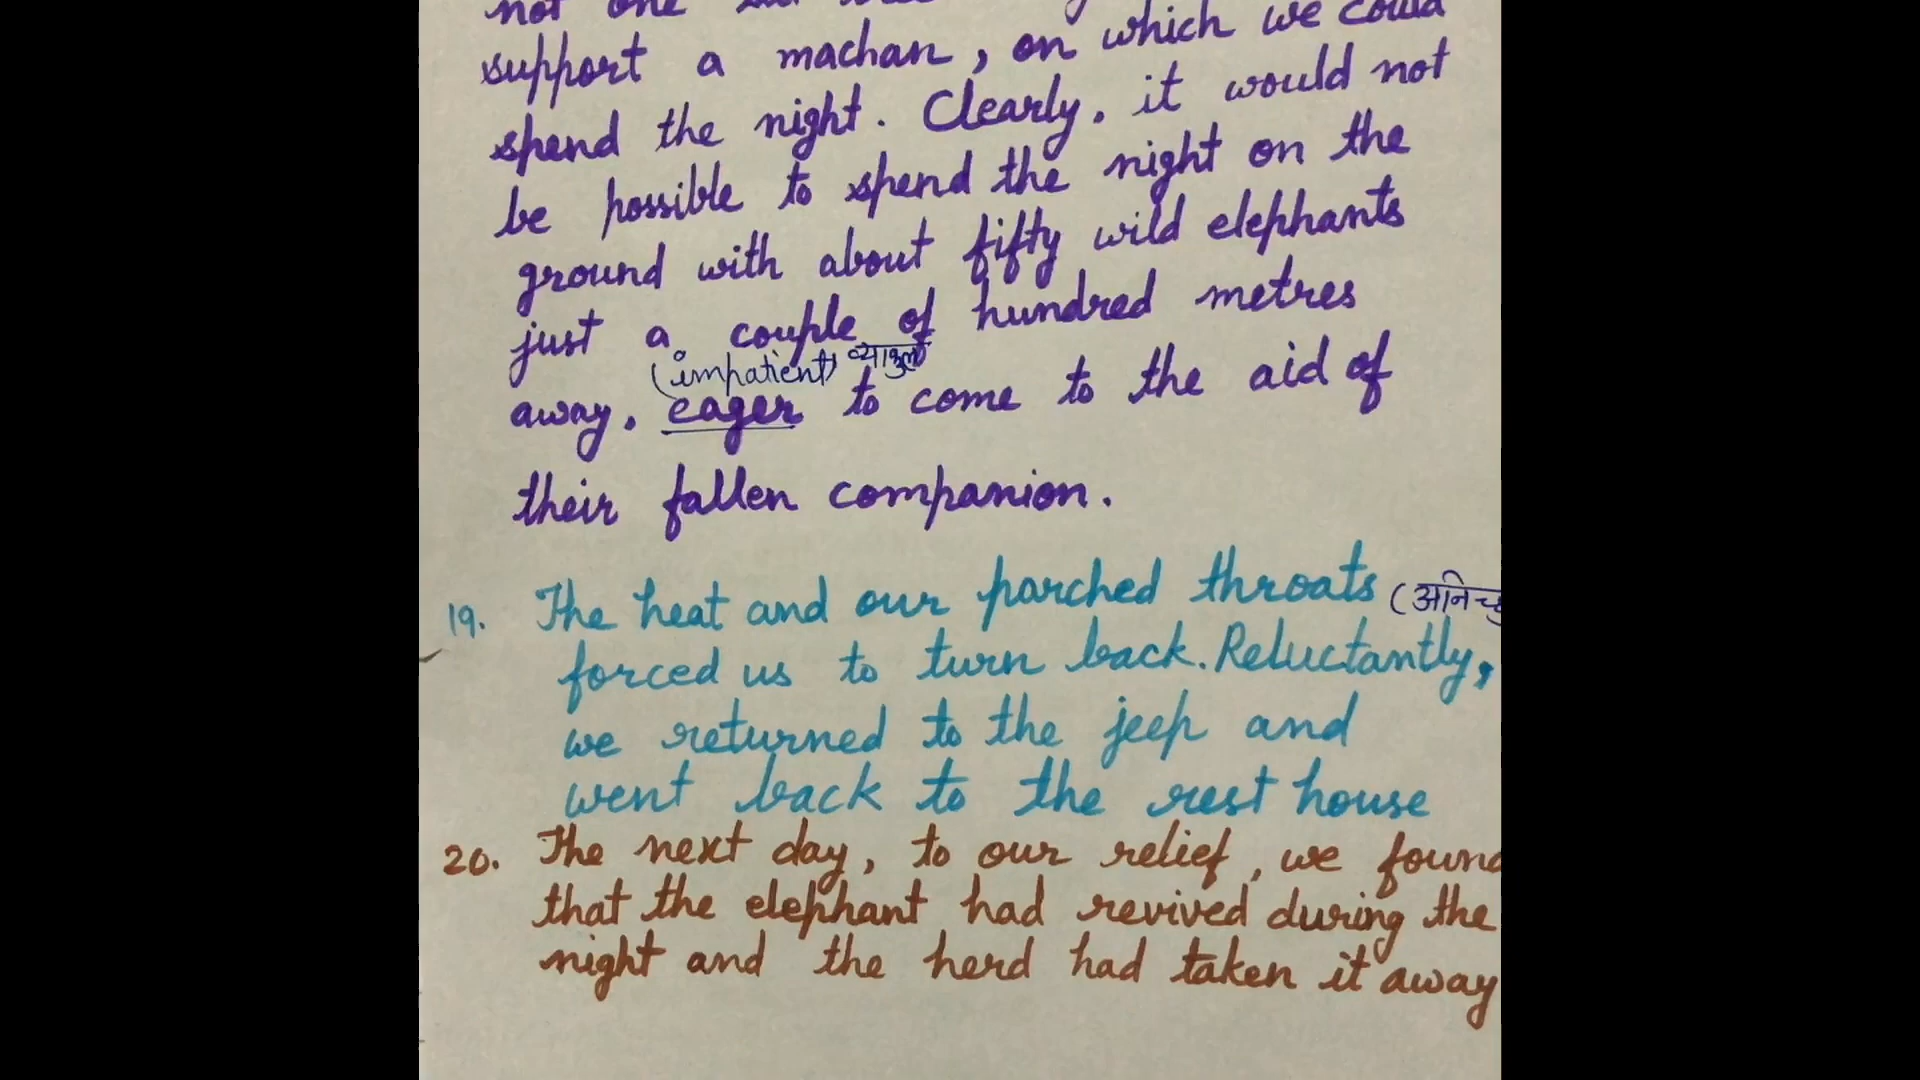 not one
support a machan, on which we could
spend the night. Clearly, it would not
be possible to spend the night on the
ground with about fifty wild elephants
just a couple of hundred metres
(impatient)
away, eager to come to the aid of
their fallen companion.
19. The heat and our parched throats
forced us to turn back. Reluctantly,
we returned to the jeep and
went back to the rest house
20. The next day, to our relief, we found
that the elephant had revived during the
night and the herd had taken it away